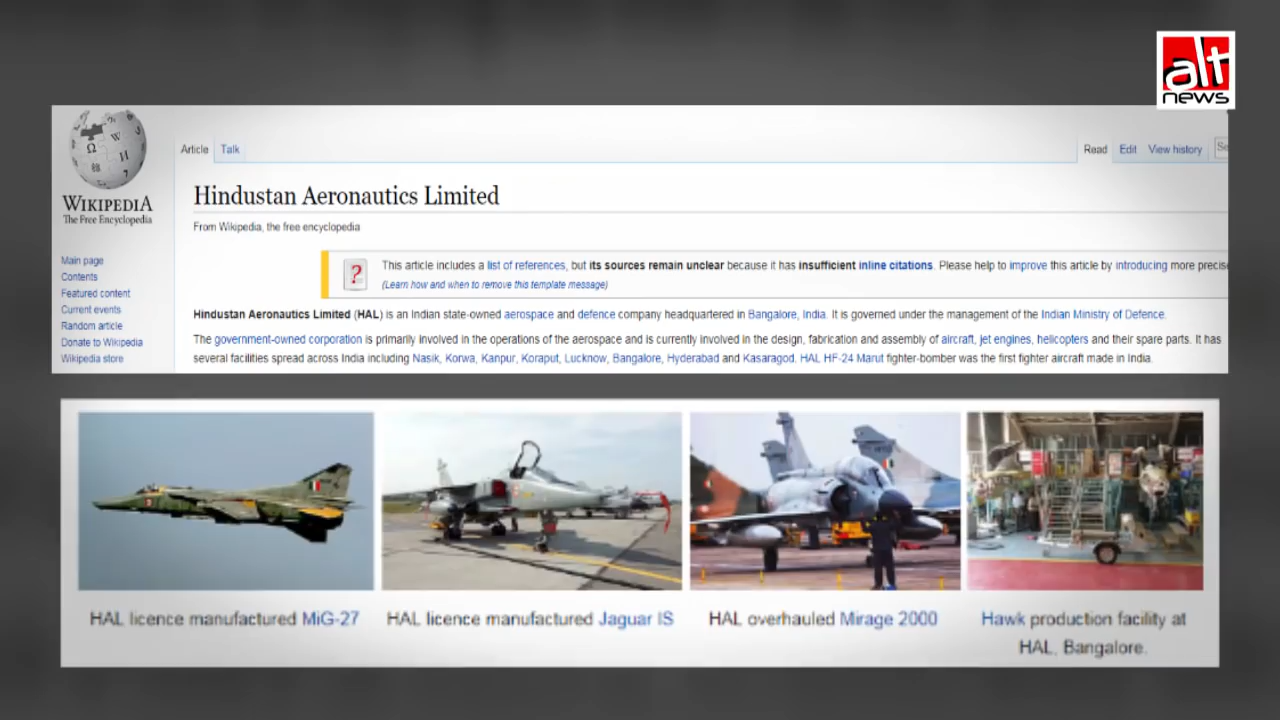 alt
news
WIKIPEDIA
The Free Encyclopedia
Main page
Contents
Featured content
Current events
Random article
Donate to Wikipedia
Wikipedia store
Article Talk
Read Edit View history
Hindustan Aeronautics Limited
From Wikipedia, the free encyclopedia
This article includes a list of references, but its sources remain unclear because it has insufficient inline citations. Please help to improve this article by introducing more precise
(Learn how and when to remove this template message)
Hindustan Aeronautics Limited (HAL) is an Indian state-owned aerospace and defence company headquartered in Bangalore, India. It is governed under the management of the Indian Ministry of Defence.
The government-owned corporation is primarily involved in the operations of the aerospace and is currently involved in the design, fabrication and assembly of aircraft, jet engines, helicopters and their spare parts. It has
several facilities spread across India including Nasik, Korwa, Kanpur, Koraput, Lucknow, Bangalore, Hyderabad and Kasaragod. HAL HF-24 Marut fighter-bomber was the first fighter aircraft made in India.
HAL licence manufactured MiG-27
HAL licence manufactured Jaguar IS
HAL overhauled Mirage 2000
Hawk production facility at
HAL, Bangalore.